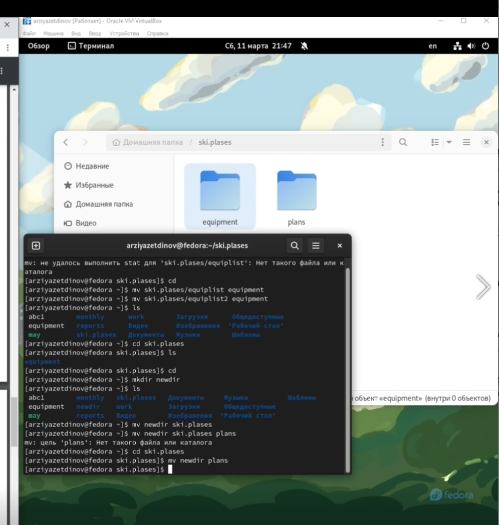 arziyazetdinov [Работает] - Oracle VM VirtualBox
Файл Машина Вид Ввод Устройства Справка
Обзор Терминал Сб, 11 марта 21:47 en
Домашняя папка / ski.plases
Недавние
Избранные
Домашняя папка
Видео
equipment plans
arziyazetdinov@fedora:~/ski.plases
mv: не удалось выполнить stat для 'ski.plases/equiplist': Нет такого файла или к
аталога
[arziyazetdinov@fedora ski.plases]$ cd
[arziyazetdinov@fedora ~]$ mv ski.plases/equiplist equipment
[arziyazetdinov@fedora ~]$ mv ski.plases/equiplist2 equipment
[arziyazetdinov@fedora ~]$ ls
abc1 monthly work Загрузки Общедоступные
equipment reports Видео Изображения 'Рабочий стол'
may ski.plases Документы Музыка Шаблоны
[arziyazetdinov@fedora ~]$ cd ski.plases
[arziyazetdinov@fedora ski.plases]$ ls
equipment
[arziyazetdinov@fedora ski.plases]$ cd
[arziyazetdinov@fedora ~]$ mkdir newdir
[arziyazetdinov@fedora ~]$ ls
abc1 monthly ski.plases Документы Музыка Шаблоны
equipment newdir work Загрузки Общедоступные
may reports Видео Изображения 'Рабочий стол'
[arziyazetdinov@fedora ~]$ mv newdir ski.plases
[arziyazetdinov@fedora ~]$ mv newdir ski.plases plans
mv: цель 'plans': Нет такого файла или каталога
[arziyazetdinov@fedora ~]$ cd ski.plases
[arziyazetdinov@fedora ski.plases]$ mv newdir plans
[arziyazetdinov@fedora ski.plases]$
объект «equipment» (внутри 0 объектов)
fedora